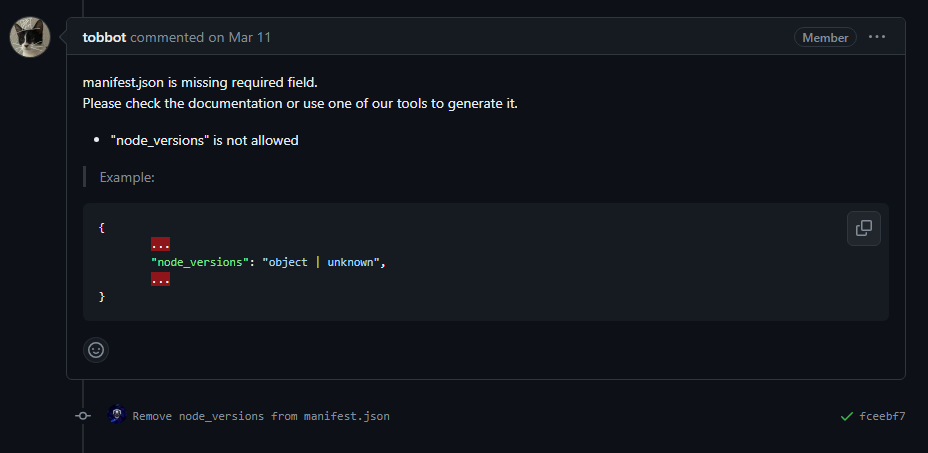 tobbot commented on Mar 11
Member
manifest.json is missing required field.
Please check the documentation or use one of our tools to generate it.
"node_versions" is not allowed
Example:
{
...
"node_versions": "object | unknown",
...
}
Remove node_versions from manifest.json
fceebf7